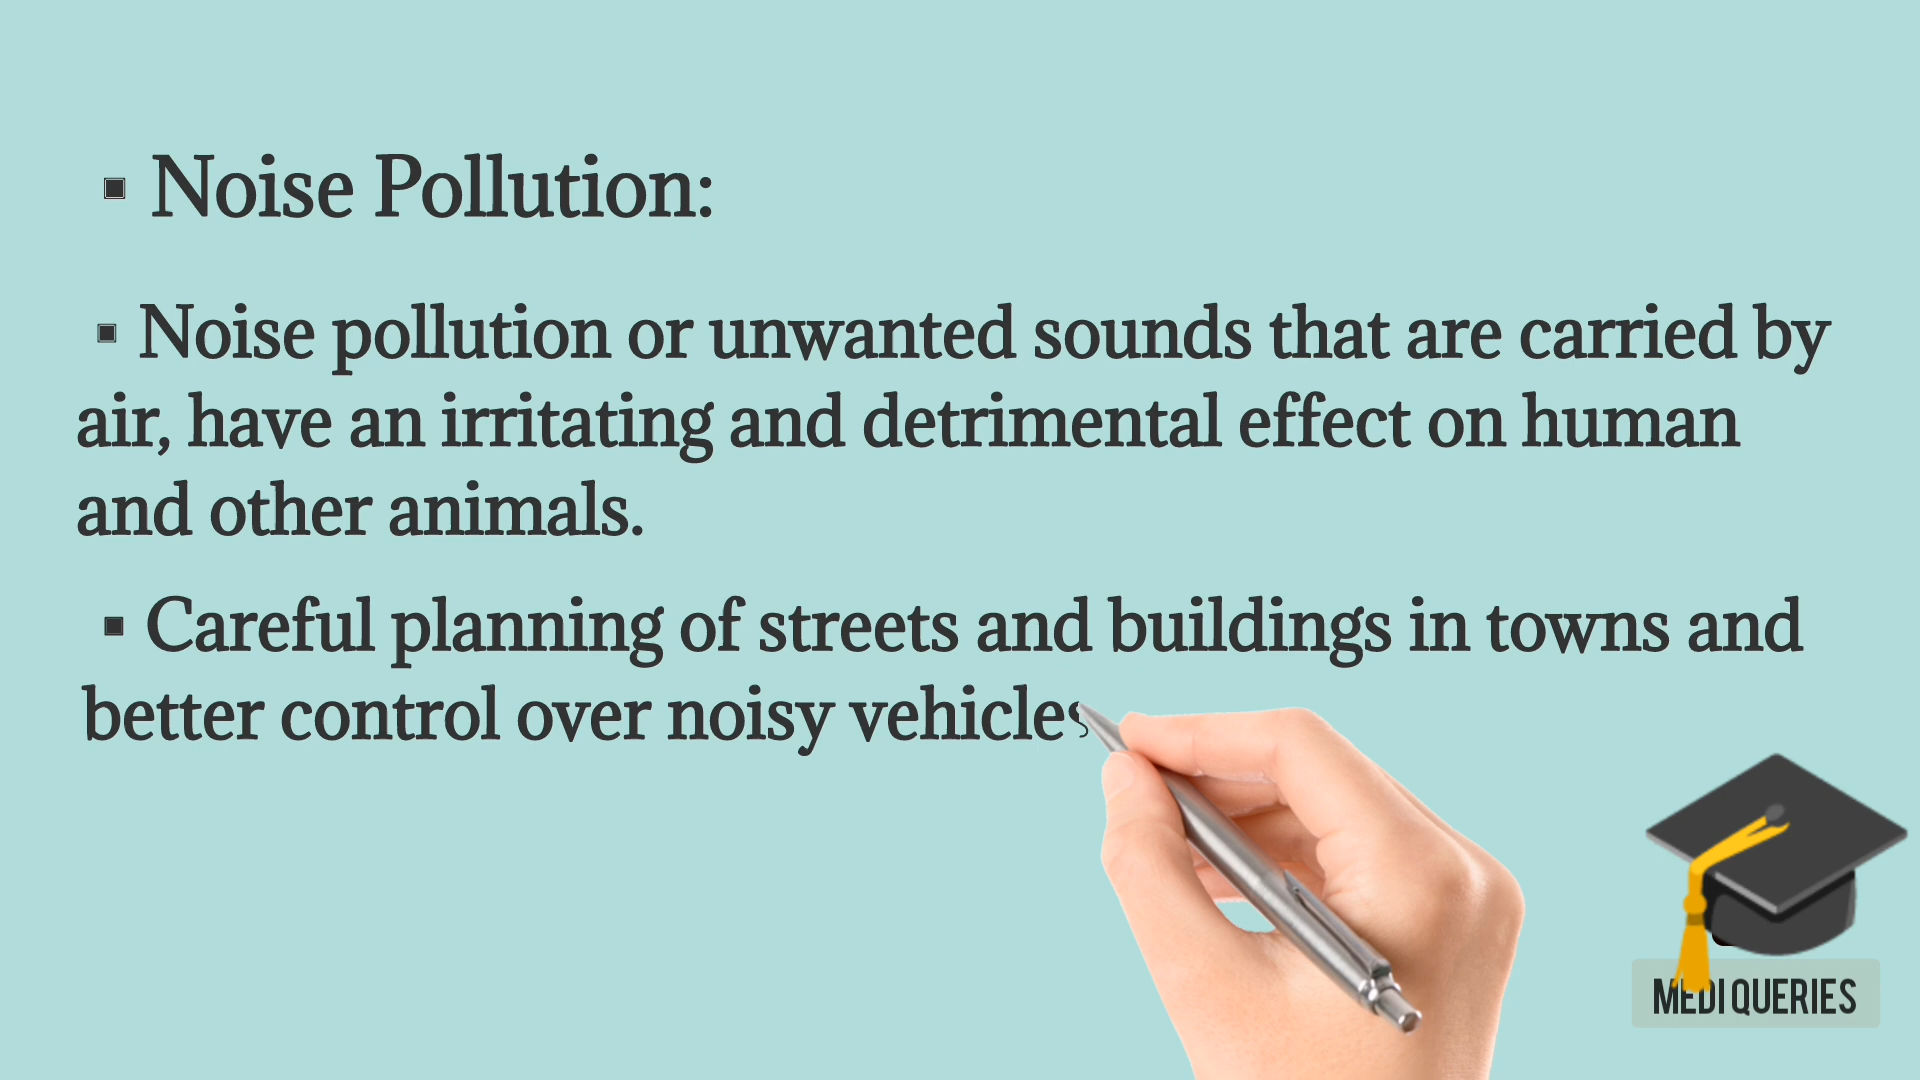 ▣ Noise Pollution:
▣ Noise pollution or unwanted sounds that are carried by
air, have an irritating and detrimental effect on human
and other animals.
▣ Careful planning of streets and buildings in towns and
better control over noisy vehicles
MEDI QUERIES